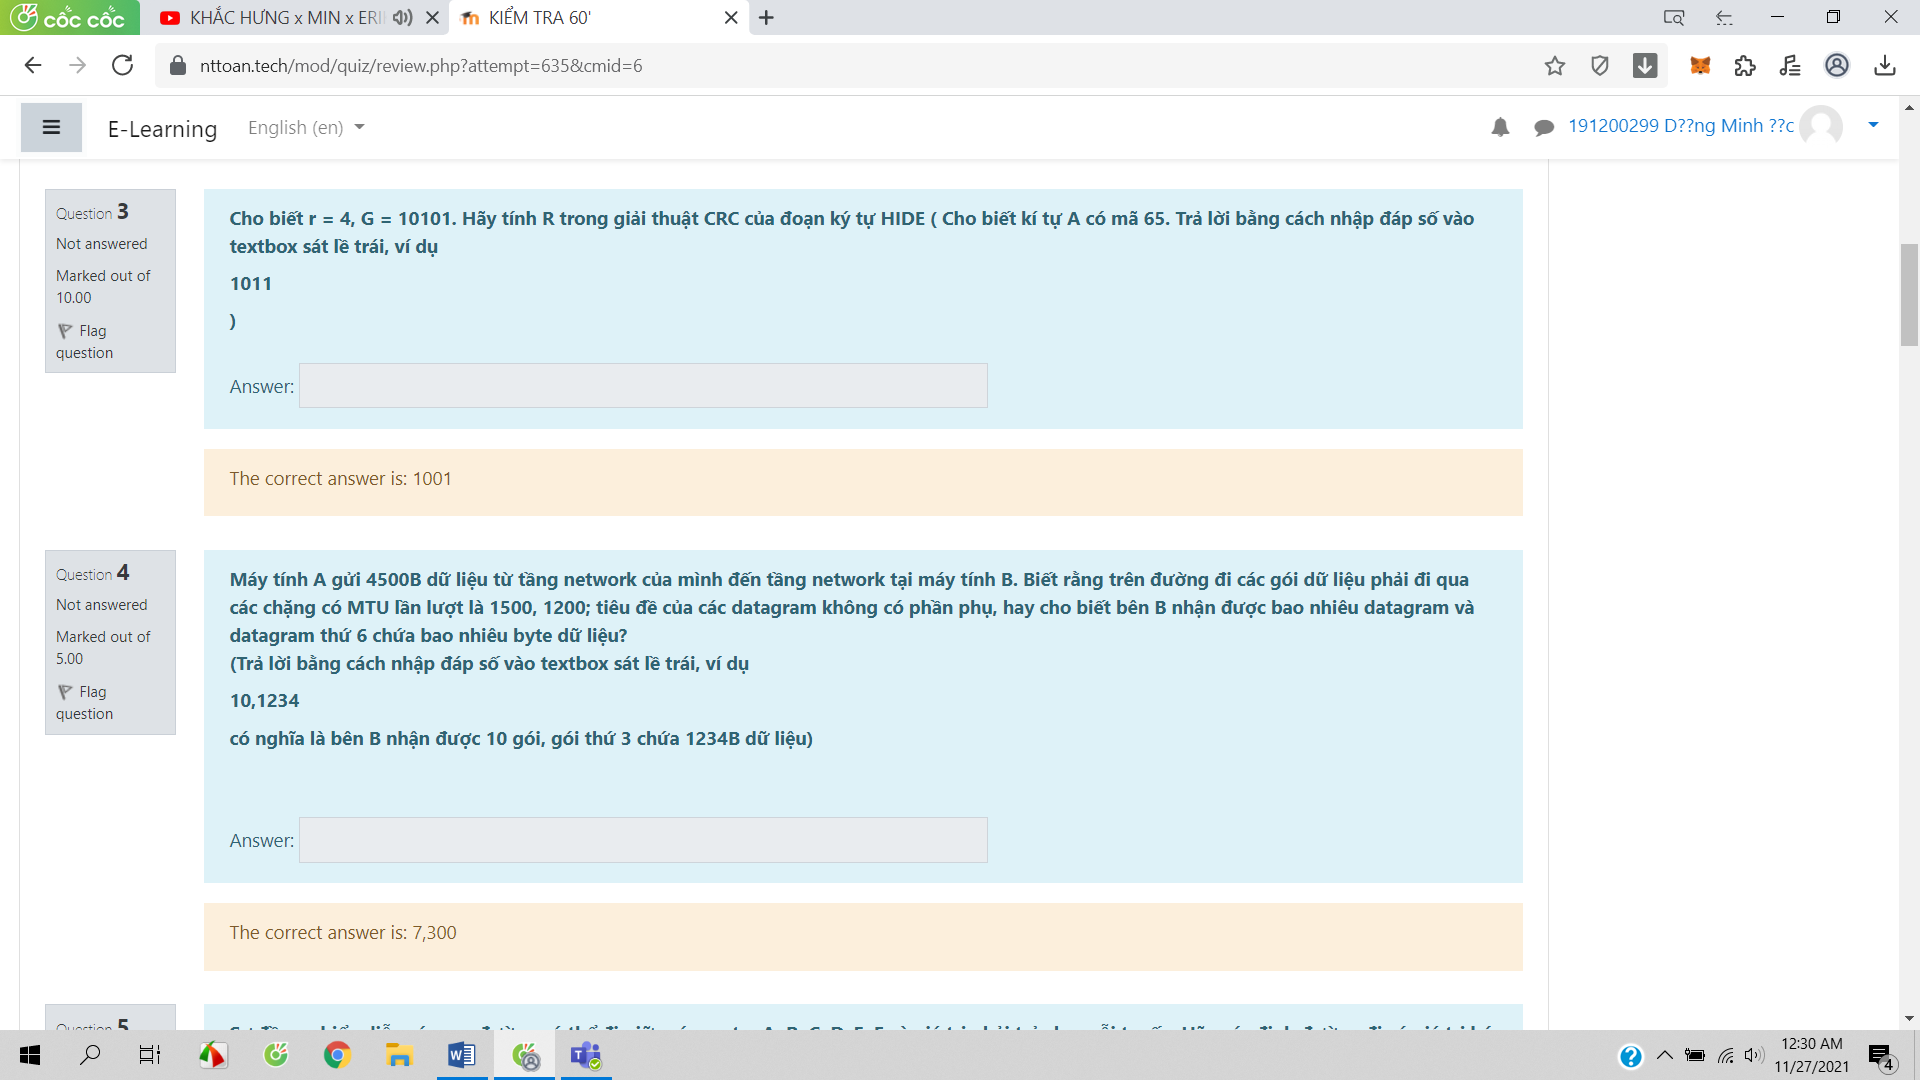 cốc cốc
KHẮC HƯNG x MIN x ERI
KIỂM TRA 60'
nttoan.tech/mod/quiz/review.php?attempt=635&cmid=6
E-Learning
English (en)
191200299 D??ng Minh ??c
Question 3
Not answered
Marked out of
10.00
Flag
question
Cho biết r = 4, G = 10101. Hãy tính R trong giải thuật CRC của đoạn ký tự HIDE ( Cho biết kí tự A có mã 65. Trả lời bằng cách nhập đáp số vào
textbox sát lề trái, ví dụ
1011
)
Answer:
The correct answer is: 1001
Question 4
Not answered
Marked out of
5.00
Flag
question
Máy tính A gửi 4500B dữ liệu từ tầng network của mình đến tầng network tại máy tính B. Biết rằng trên đường đi các gói dữ liệu phải đi qua
các chặng có MTU lần lượt là 1500, 1200; tiêu đề của các datagram không có phần phụ, hay cho biết bên B nhận được bao nhiêu datagram và
datagram thứ 6 chứa bao nhiêu byte dữ liệu?
(Trả lời bằng cách nhập đáp số vào textbox sát lề trái, ví dụ
10,1234
có nghĩa là bên B nhận được 10 gói, gói thứ 3 chứa 1234B dữ liệu)
Answer:
The correct answer is: 7,300
Question 5
12:30 AM
11/27/2021
4